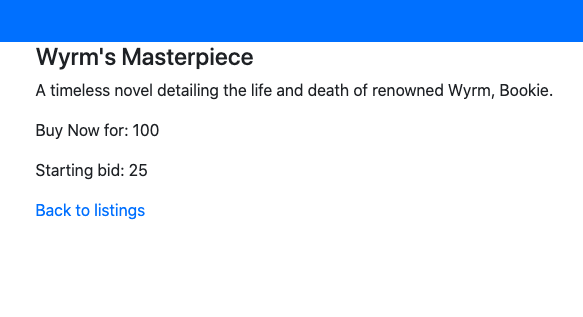 Wyrm's Masterpiece
A timeless novel detailing the life and death of renowned Wyrm, Bookie.
Buy Now for: 100
Starting bid: 25
Back to listings